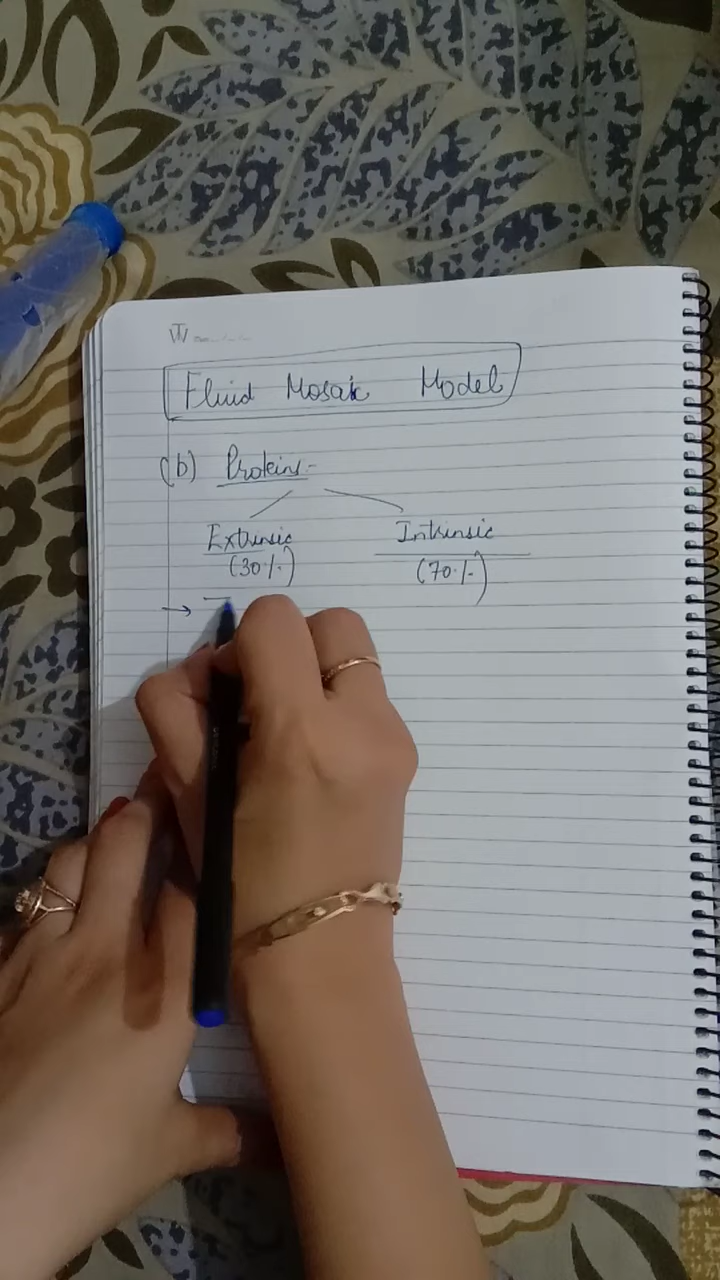 Fluid Mosaic Model
(b) Proteins -
Extrinsic Intrinsic
(30%) (70%)
→